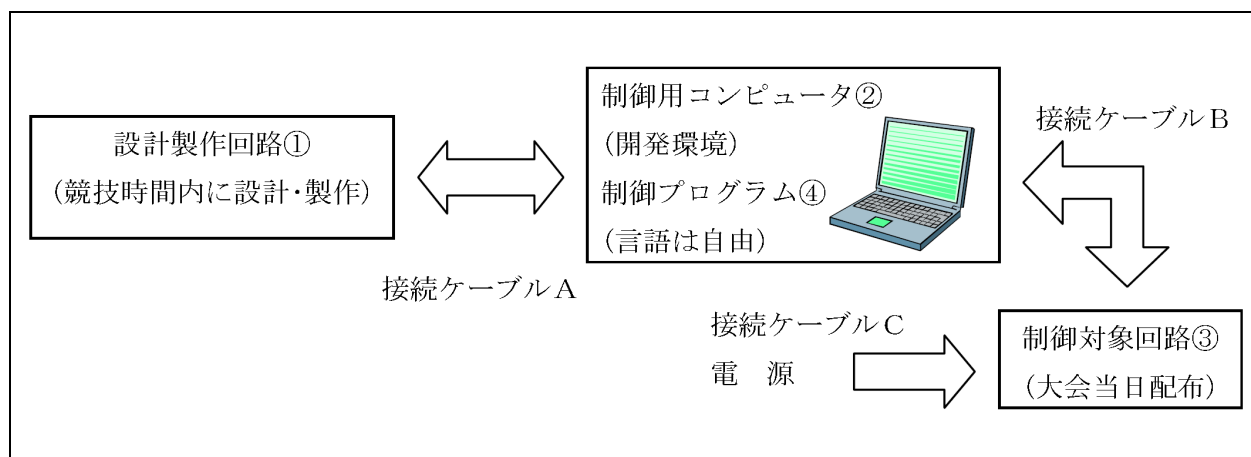 設計製作回路①
(競技時間内に設計・製作)
接続ケーブルA
制御用コンピュータ②
(開発環境)
制御プログラム④
(言語は自由)
接続ケーブルB
接続ケーブルC
電 源
制御対象回路③
(大会当日配布)